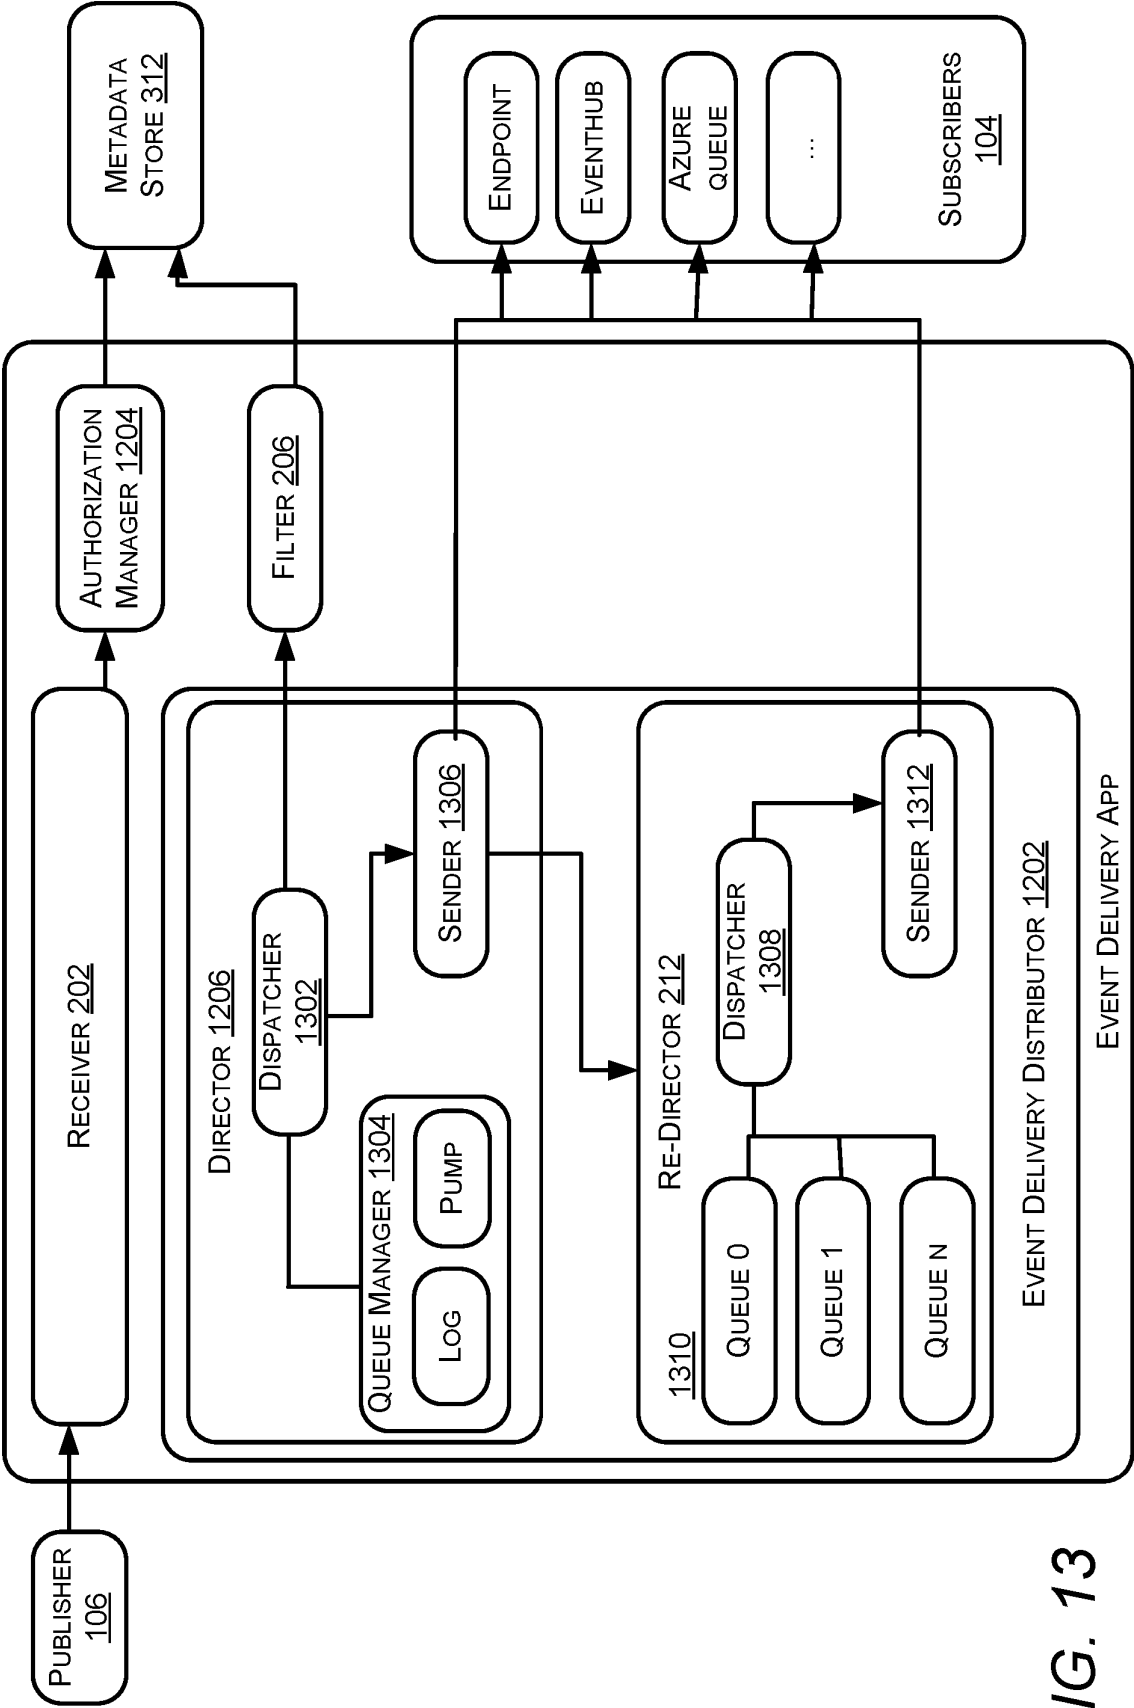 PUBLISHER
106
RECEIVER 202
AUTHORIZATION
MANAGER 1204
METADATA
STORE 312
FILTER 206
DIRECTOR 1206
DISPATCHER
1302
QUEUE MANAGER 1304
LOG
PUMP
SENDER 1306
RE-DIRECTOR 212
1310
QUEUE 0
QUEUE 1
QUEUE N
DISPATCHER
1308
SENDER 1312
EVENT DELIVERY DISTRIBUTOR 1202
EVENT DELIVERY APP
ENDPOINT
EVENTHUB
AZURE
QUEUE
...
SUBSCRIBERS
104
IG. 13